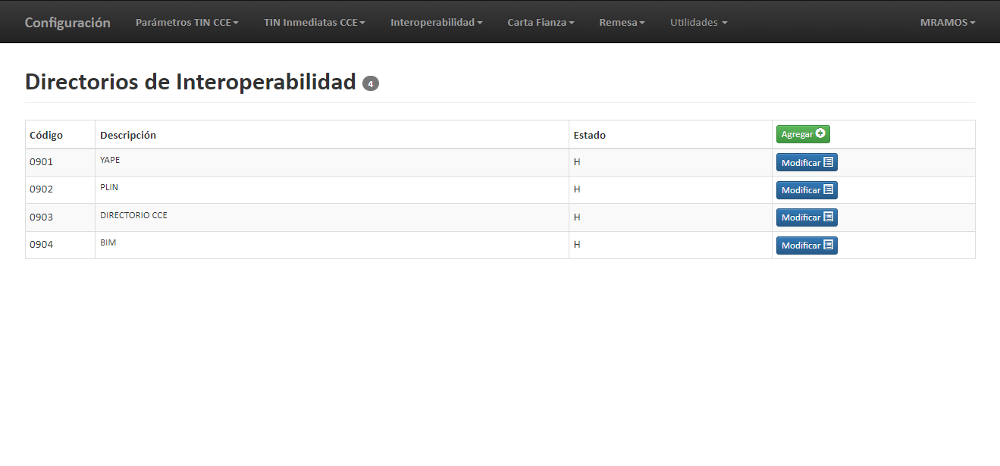 Configuración Parámetros TIN CCE TIN Inmediatas CCE Interoperabilidad Carta Fianza Remesa Utilidades MRAMOS
Directorios de Interoperabilidad 4
Código Descripción Estado Agregar
0901 YAPE H Modificar
0902 PLIN H Modificar
0903 DIRECTORIO CCE H Modificar
0904 BIM H Modificar